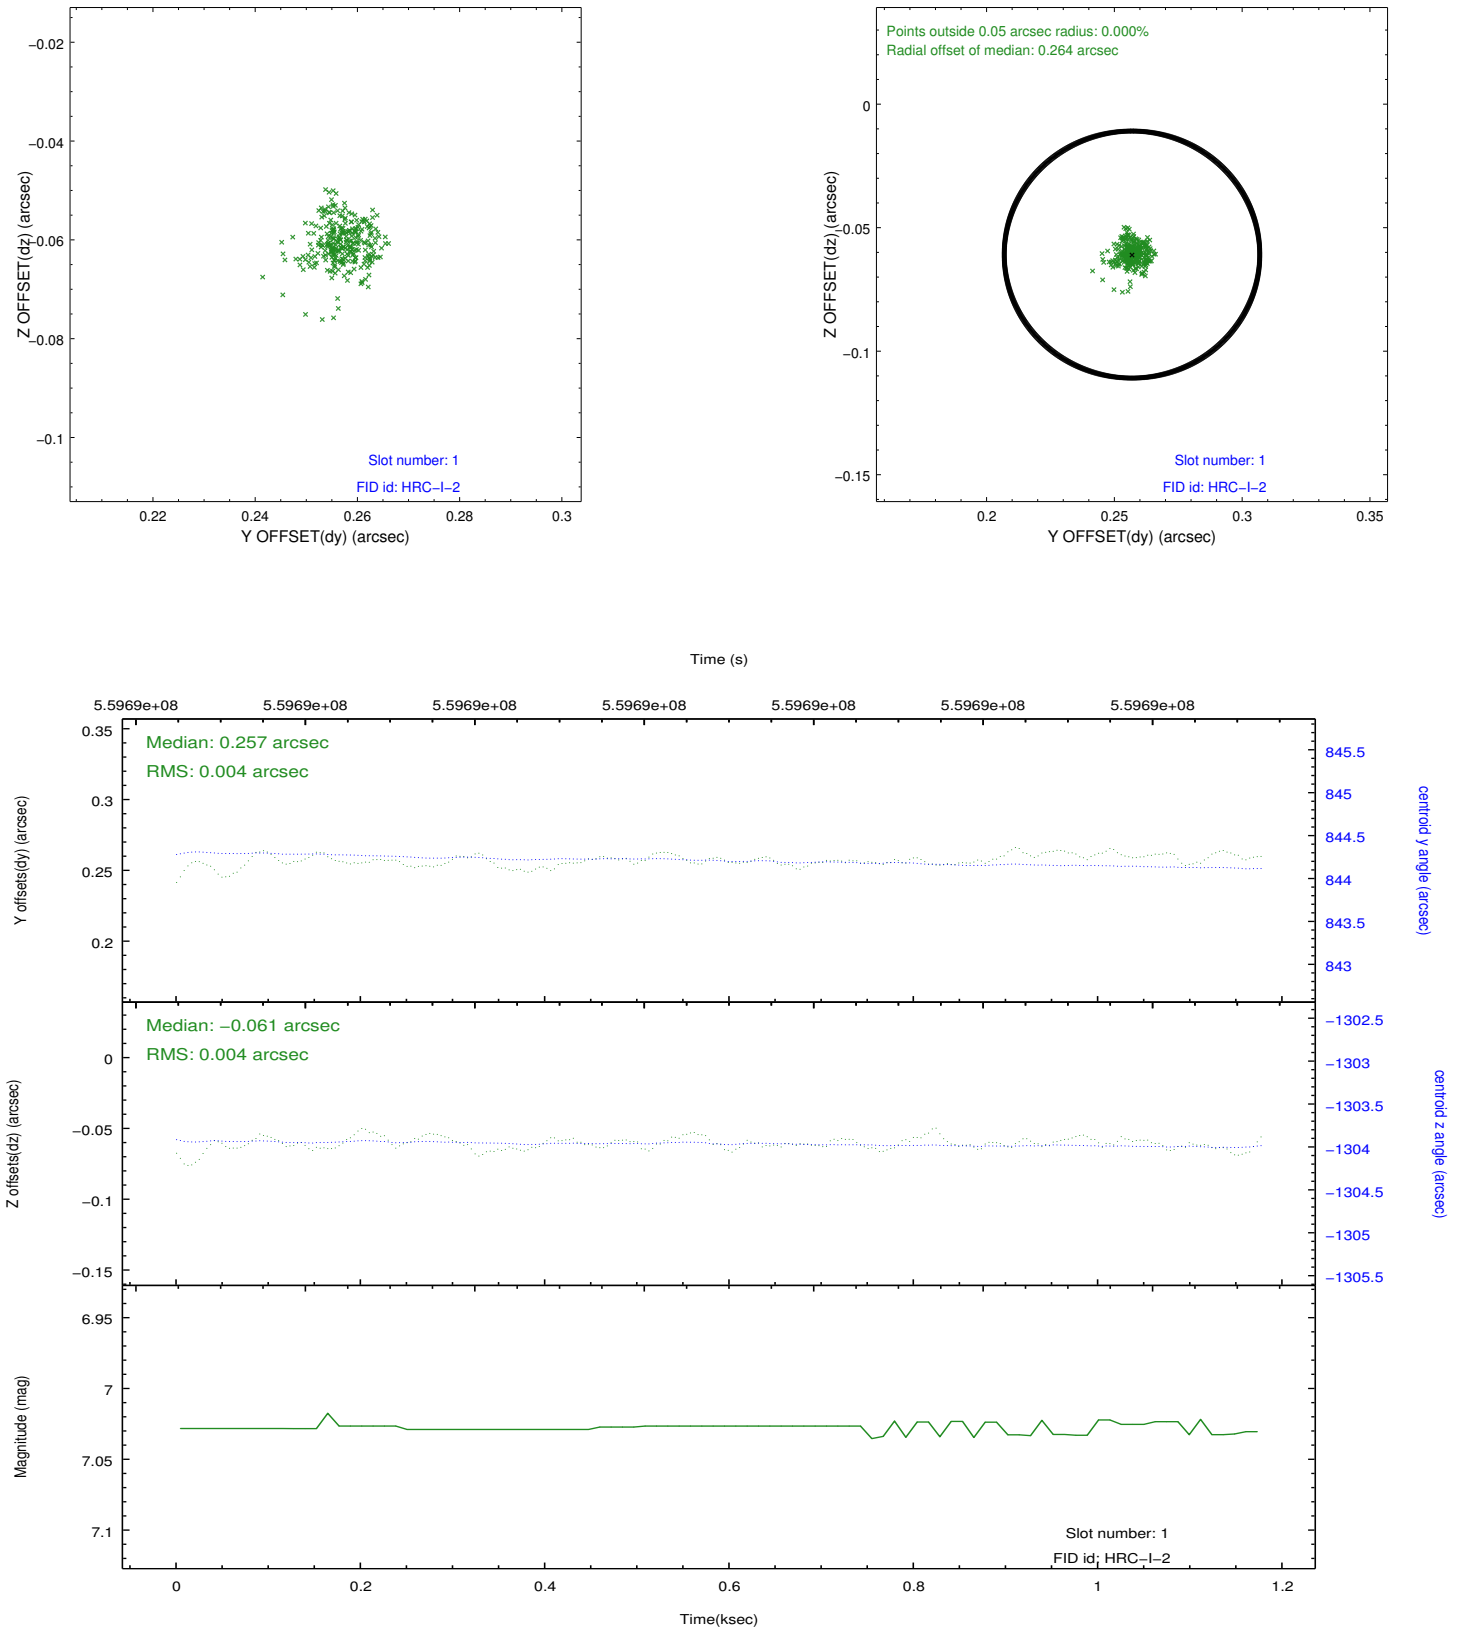 −0.02
−0.04
−0.06
−0.08
−0.1
Z OFFSET(dz) (arcsec)
Slot number: 1
FID id: HRC−I−2
0.22 0.24 0.26 0.28 0.3
Y OFFSET(dy) (arcsec)
Points outside 0.05 arcsec radius: 0.000%
Radial offset of median: 0.264 arcsec
0
−0.05
−0.1
−0.15
Z OFFSET(dz) (arcsec)
Slot number: 1
FID id: HRC−I−2
0.2 0.25 0.3 0.35
Y OFFSET(dy) (arcsec)
Time (s)
5.5969e+08 5.5969e+08 5.5969e+08 5.5969e+08 5.5969e+08 5.5969e+08 5.5969e+08
Median: 0.257 arcsec
RMS: 0.004 arcsec
0.35
0.3
0.25
0.2
Y offsets(dy) (arcsec)
845.5
845
844.5
844
843.5
843
centroid y angle (arcsec)
Median: −0.061 arcsec
RMS: 0.004 arcsec
0
−0.05
−0.1
−0.15
Z offsets(dz) (arcsec)
−1302.5
−1303
−1303.5
−1304
−1304.5
−1305
−1305.5
centroid z angle (arcsec)
6.95
7
7.05
7.1
Magnitude (mag)
Slot number: 1
FID id: HRC−I−2
0 0.2 0.4 0.6 0.8 1 1.2
Time(ksec)